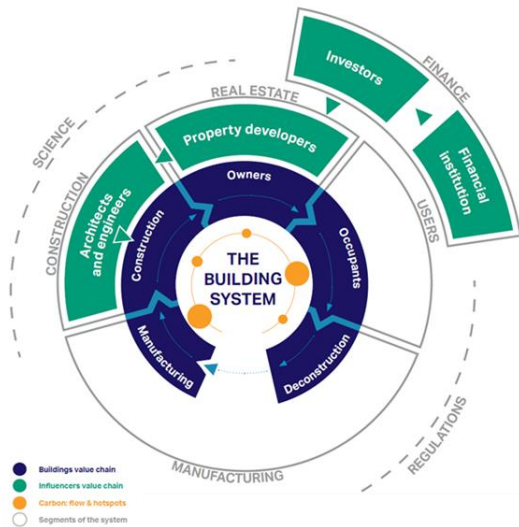 Investors
FINANCE
Financial
institution
REAL ESTATE
Property developers
SCIENCE
CONSTRUCTION
Architects
and engineers
Owners
Construction
Occupants
USERS
THE
BUILDING
SYSTEM
Manufacturing
Deconstruction
MANUFACTURING
REGULATIONS
Buildings value chain
Influencers value chain
Carbon: flow & hotspots
Segments of the system